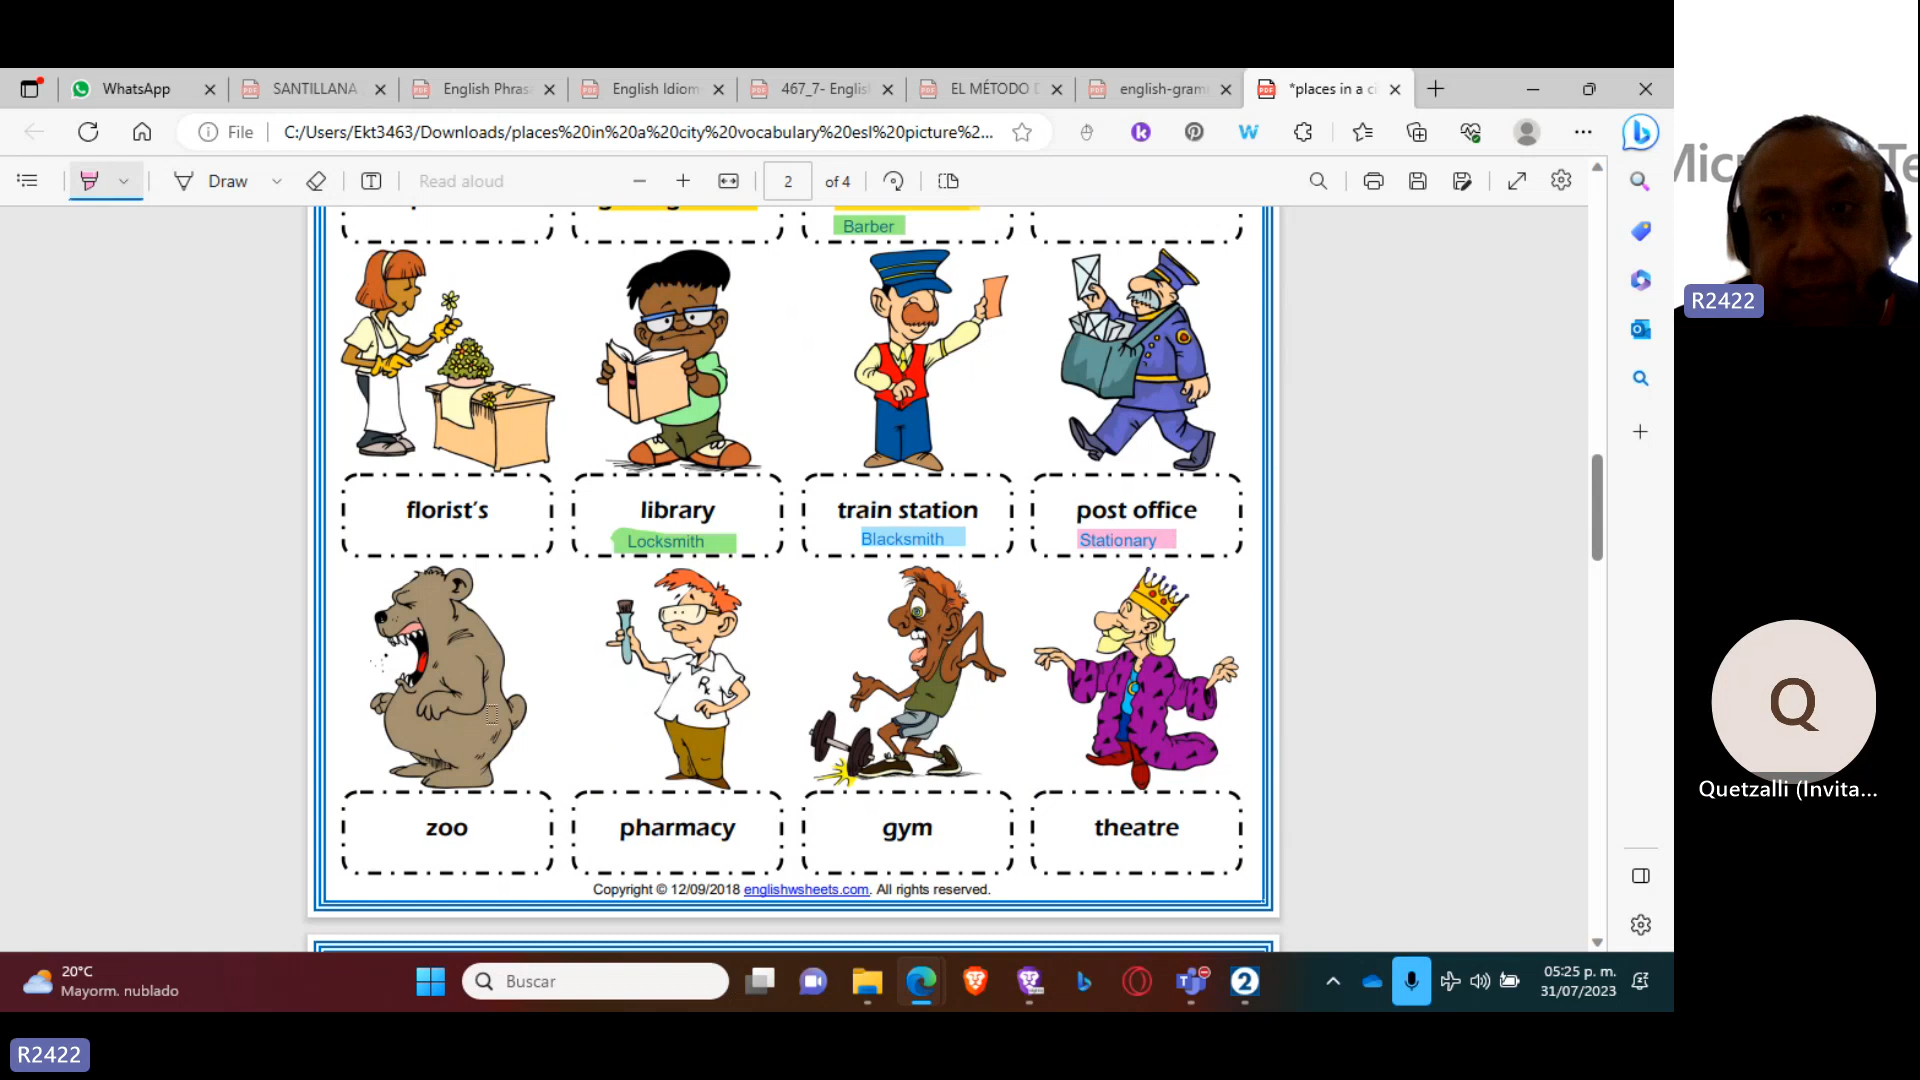 WhatsApp
SANTILLANA
English Phras
English Idiom
467_7- Englis
EL MÉTODO D
english-gram
*places in a ci
File
C:/Users/Ekt3463/Downloads/places%20in%20a%20city%20vocabulary%20esl%20picture%2...
Draw
Read aloud
2
of 4
Barber
florist's
library
train station
post office
Locksmith
Blacksmith
Stationary
Rx
zoo
pharmacy
gym
theatre
Copyright © 12/09/2018 englishwsheets.com. All rights reserved.
20°C
Mayorm. nublado
Buscar
05:25 p. m.
31/07/2023
R2422
R2422
Q
Quetzalli (Invita...